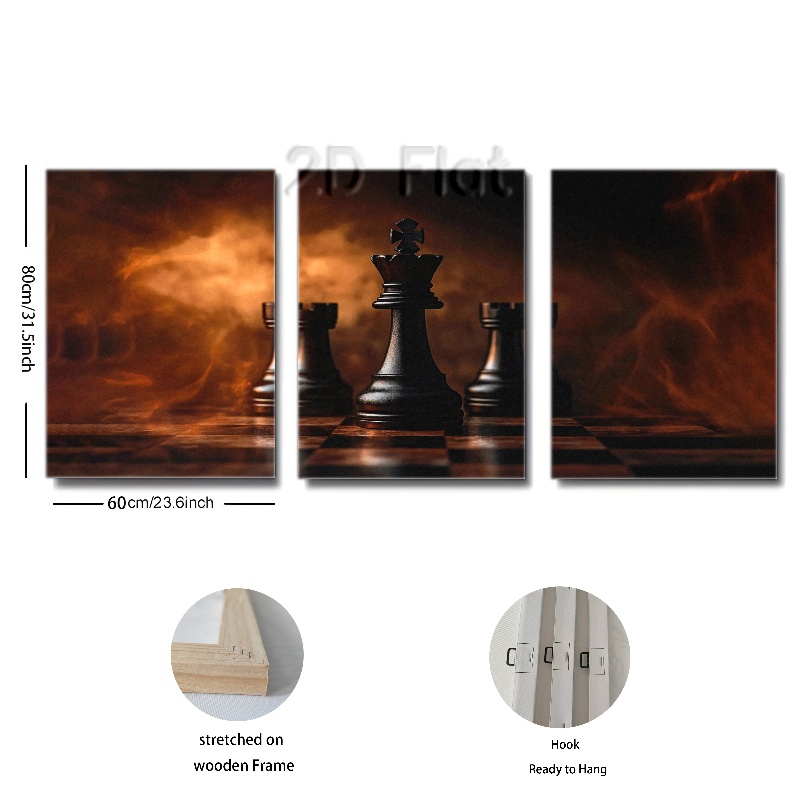 2D Flat
80cm/31.5inch
60cm/23.6inch
stretched on
wooden Frame
Hook
Ready to Hang